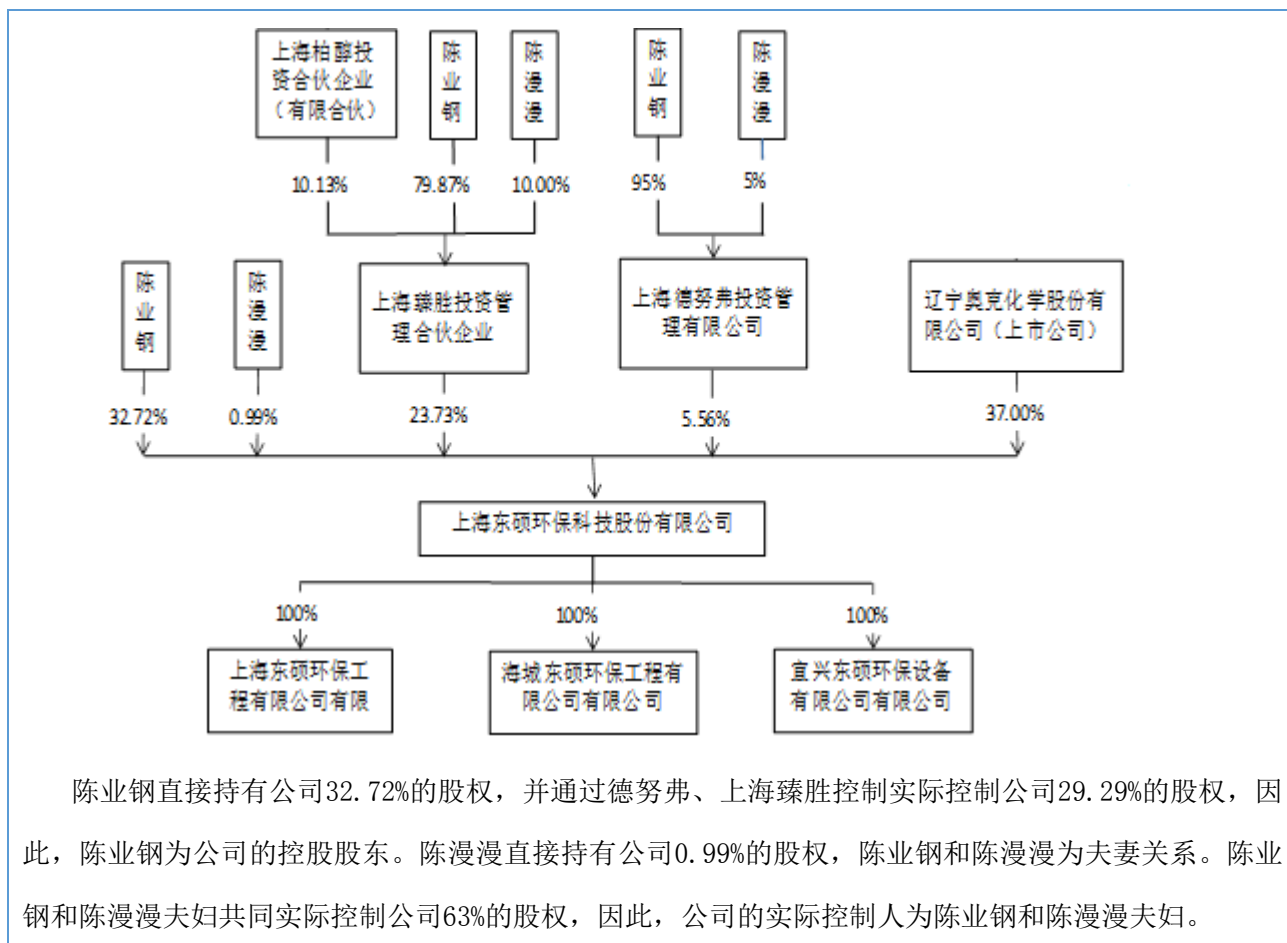 上海柏醇投
资合伙企业
（有限合伙）
陈
业
钢
陈
漫
漫
陈
业
钢
陈
漫
漫
10.13%
79.87%
10.00%
95%
5%
陈
业
钢
陈
漫
漫
上海臻胜投资管
理合伙企业
上海德努弗投资管
理有限公司
辽宁奥克化学股份有
限公司（上市公司）
32.72%
0.99%
23.73%
5.56%
37.00%
上海东硕环保科技股份有限公司
100%
100%
100%
上海东硕环保工
程有限公司有限
海城东硕环保工程有
限公司有限公司
宜兴东硕环保设备
有限公司有限公司
陈业钢直接持有公司32.72%的股权，并通过德努弗、上海臻胜控制实际控制公司29.29%的股权，因
此，陈业钢为公司的控股股东。陈漫漫直接持有公司0.99%的股权，陈业钢和陈漫漫为夫妻关系。陈业
钢和陈漫漫夫妇共同实际控制公司63%的股权，因此，公司的实际控制人为陈业钢和陈漫漫夫妇。